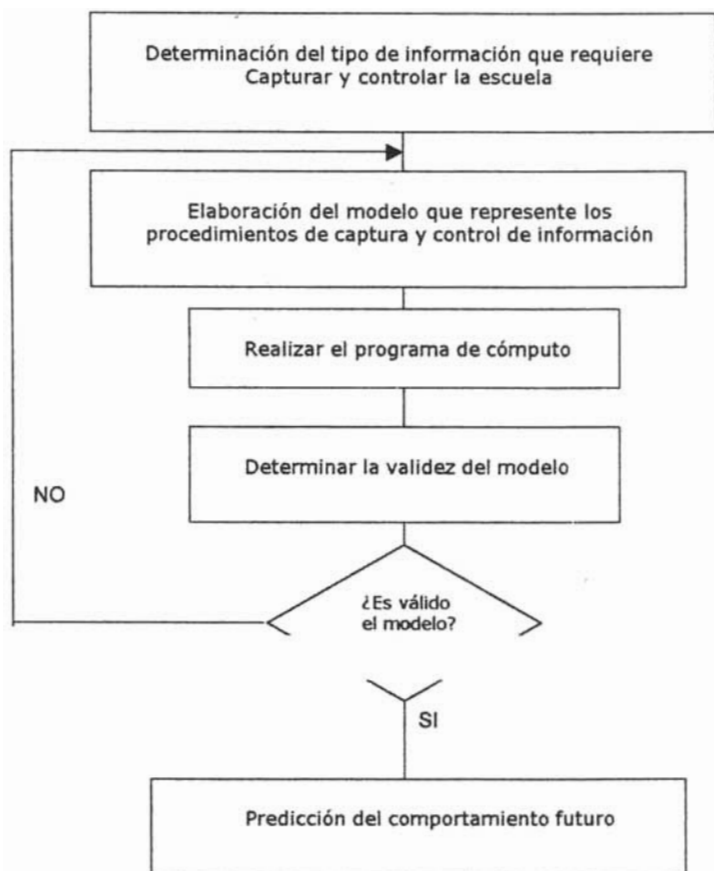 Determinación del tipo de información que requiere
Capturar y controlar la escuela
Elaboración del modelo que represente los
procedimientos de captura y control de información
Realizar el programa de cómputo
Determinar la validez del modelo
NO
¿Es válido
el modelo?
SI
Predicción del comportamiento futuro